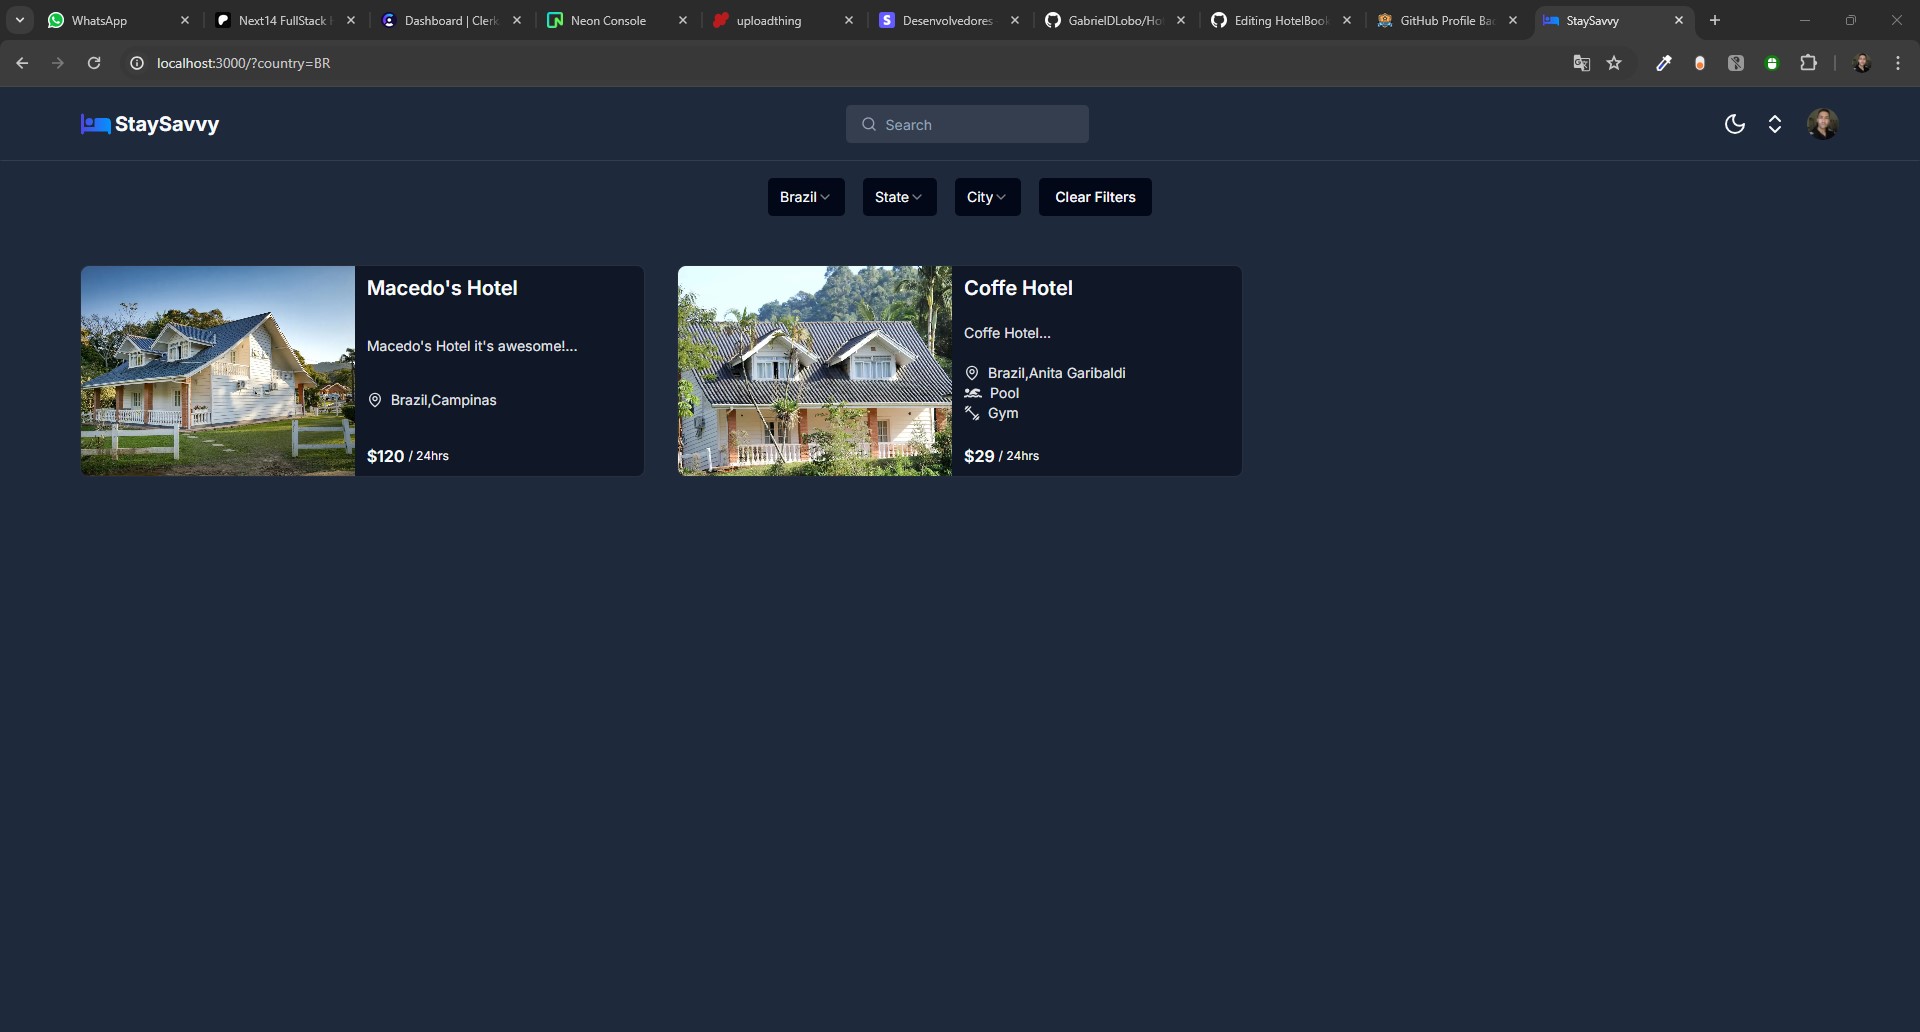 WhatsApp
Next14 FullStack
Dashboard | Clerk
Neon Console
uploadthing
Desenvolvedores
GabrielDLobo/Ho
Editing HotelBook
GitHub Profile Ba
StaySavvy
localhost:3000/?country=BR
StaySavvy
Search
Brazil
State
City
Clear Filters
Macedo's Hotel
Macedo's Hotel it's awesome!...
Brazil,Campinas
$120 / 24hrs
Coffe Hotel
Coffe Hotel...
Brazil,Anita Garibaldi
Pool
Gym
$29 / 24hrs